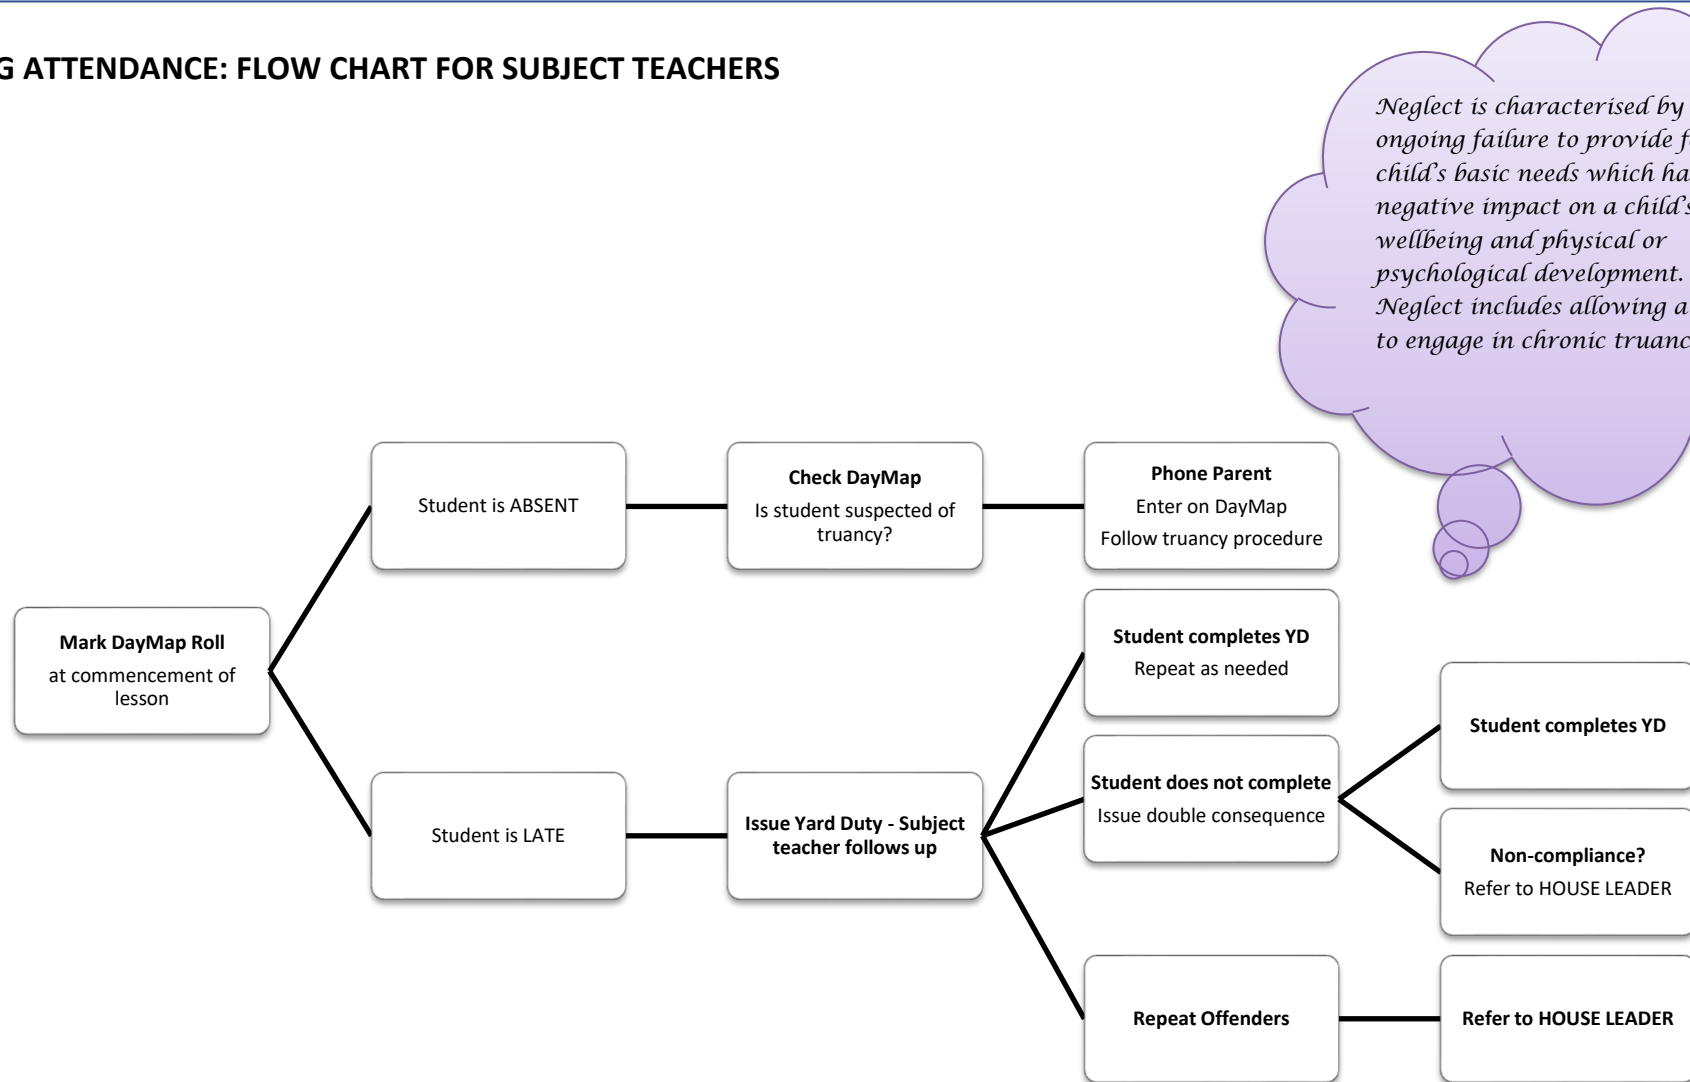 G ATTENDANCE: FLOW CHART FOR SUBJECT TEACHERS
Neglect is characterised by
ongoing failure to provide f
child's basic needs which ha
negative impact on a child's
wellbeing and physical or
psychological development.
Neglect includes allowing a
to engage in chronic truanc
Mark DayMap Roll
at commencement of
lesson
Student is ABSENT
Check DayMap
Is student suspected of
truancy?
Phone Parent
Enter on DayMap
Follow truancy procedure
Student is LATE
Issue Yard Duty - Subject
teacher follows up
Student completes YD
Repeat as needed
Student does not complete
Issue double consequence
Student completes YD
Non-compliance?
Refer to HOUSE LEADER
Repeat Offenders
Refer to HOUSE LEADER